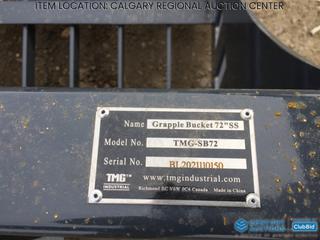 ITEM LOCATION: CALGARY REGIONAL AUCTION CENTER
Name Grapple Bucket 72"SS
Model No. TMG-SB72
Serial No. BL2021110150
TMG™ INDUSTRIAL www.tmgindustrial.com
Richmond BC V6W 0C4 Canada Made in China
ClubBid